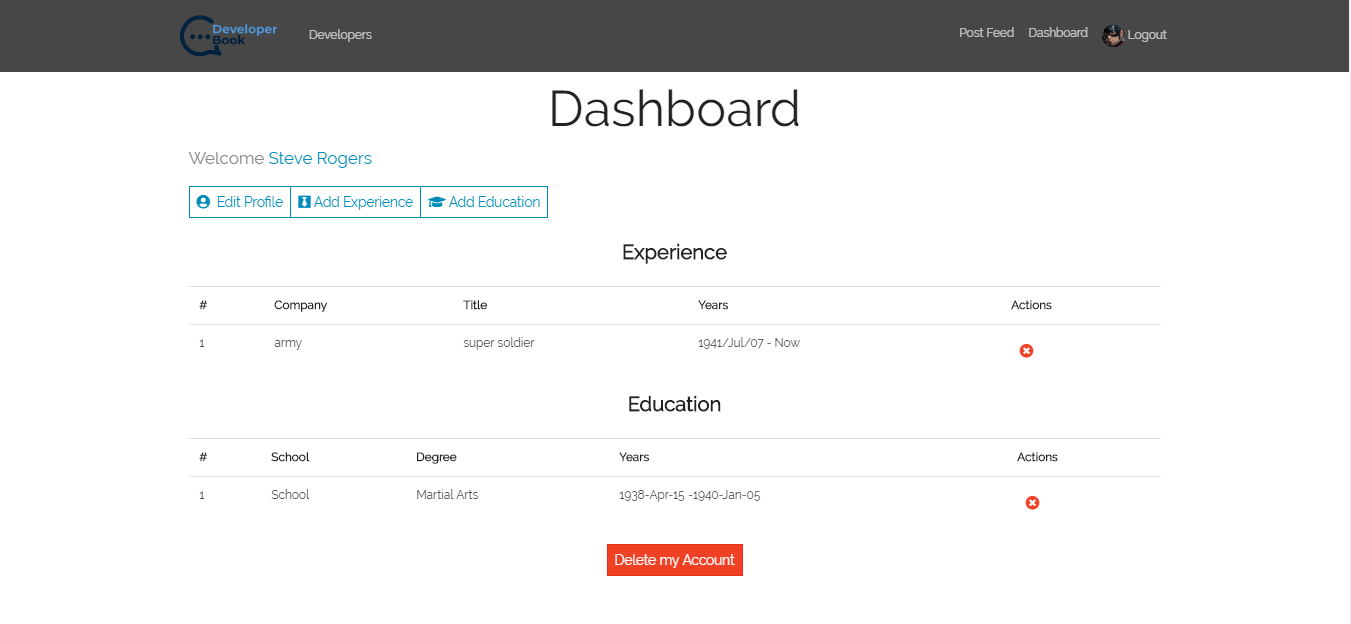 Developer
Book
Developers
Post Feed Dashboard Logout
Dashboard
Welcome Steve Rogers
Edit Profile Add Experience Add Education
Experience
# Company Title Years Actions
1 army super soldier 1941/Jul/07 - Now
Education
# School Degree Years Actions
1 School Martial Arts 1938-Apr-15 -1940-Jan-05
Delete my Account